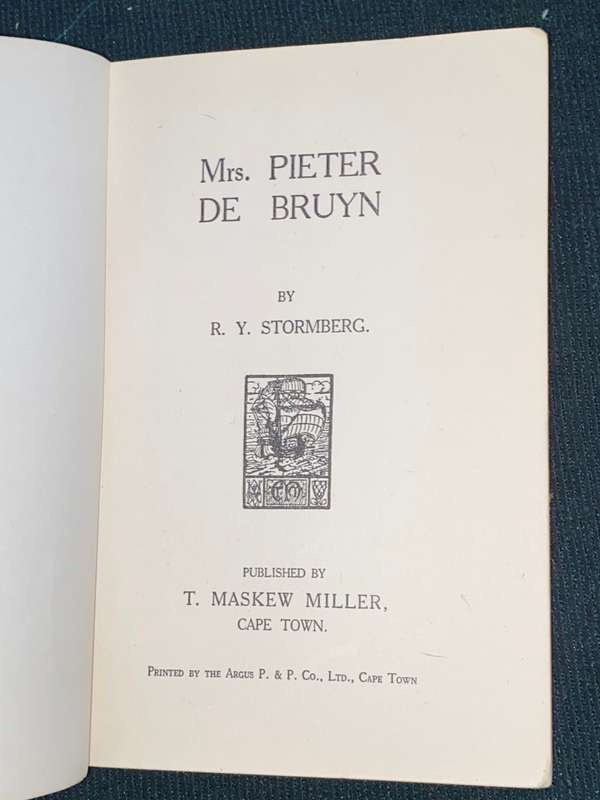 Mrs. PIETER
DE BRUYN
BY
R. Y. STORMBERG.
PUBLISHED BY
T. MASKEW MILLER,
CAPE TOWN.
PRINTED BY THE ARGUS P. & P. CO., LTD., CAPE TOWN